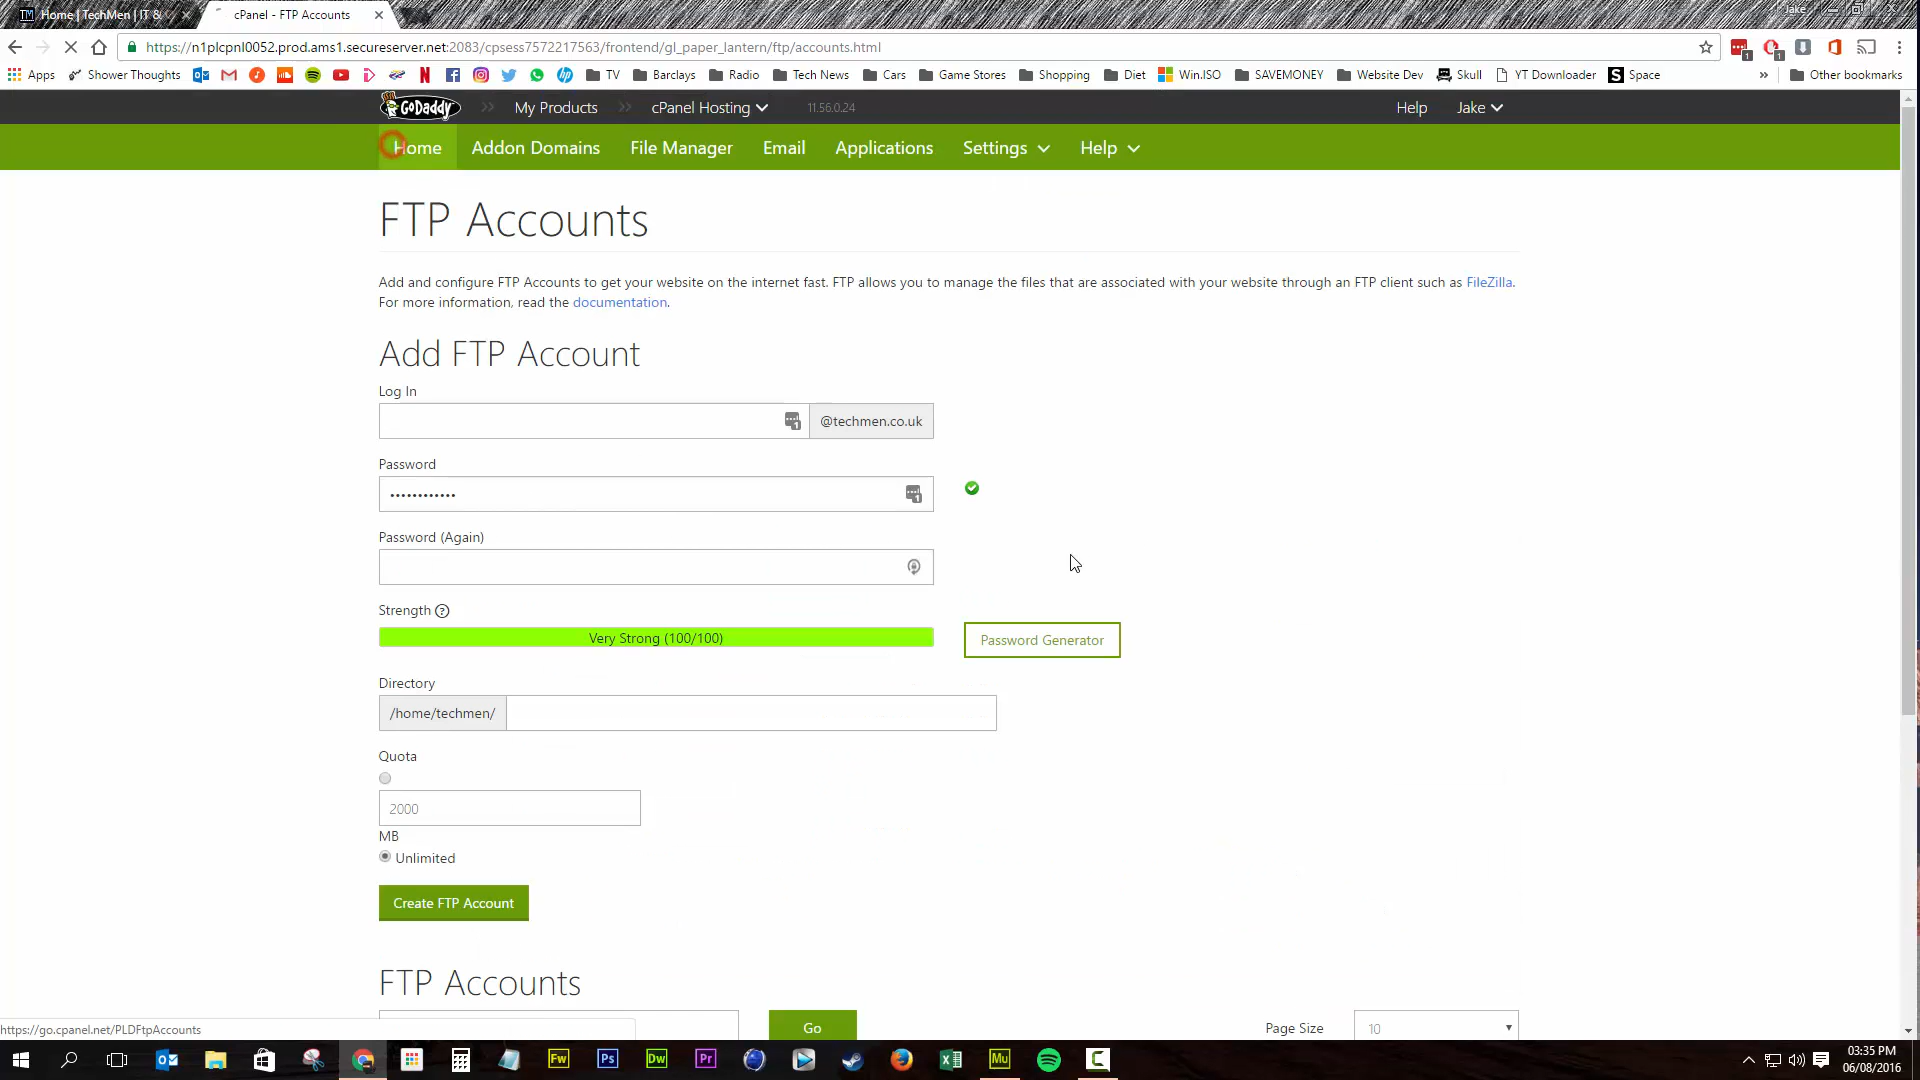 Home | TechMen | IT &
cPanel - FTP Accounts
Jake
https://n1plcpnl0052.prod.ams1.secureserver.net:2083/cpsess7572217563/frontend/gl_paper_lantern/ftp/accounts.html
Apps Shower Thoughts TV Barclays Radio Tech News Cars Game Stores Shopping Diet Win.ISO SAVEMONEY Website Dev Skull YT Downloader Space » Other bookmarks
GoDaddy My Products cPanel Hosting 11.56.0.24 Help Jake
Home Addon Domains File Manager Email Applications Settings Help
FTP Accounts
Add and configure FTP Accounts to get your website on the internet fast. FTP allows you to manage the files that are associated with your website through an FTP client such as FileZilla.
For more information, read the documentation.
Add FTP Account
Log In
@techmen.co.uk
Password
••••••••••••
Password (Again)
Strength ?
Very Strong (100/100)
Password Generator
Directory
/home/techmen/
Quota
2000
MB
Unlimited
Create FTP Account
FTP Accounts
Go
Page Size 10
https://go.cpanel.net/PLDFtpAccounts
Fw Ps Dw Pr Mu
03:35 PM
06/08/2016